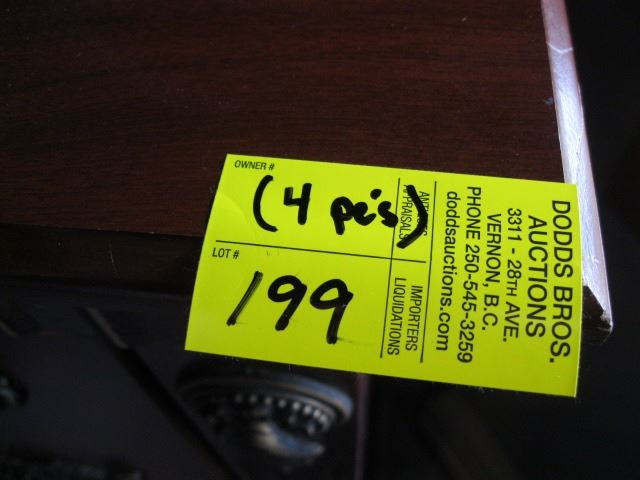 OWNER #
(4 pc's)
LOT #
199
ANTIQUES
APPRAISALS
IMPORTERS
LIQUIDATIONS
DODDS BROS.
AUCTIONS
3311 - 28TH AVE.
VERNON, B.C.
PHONE 250-545-3259
doddsauctions.com